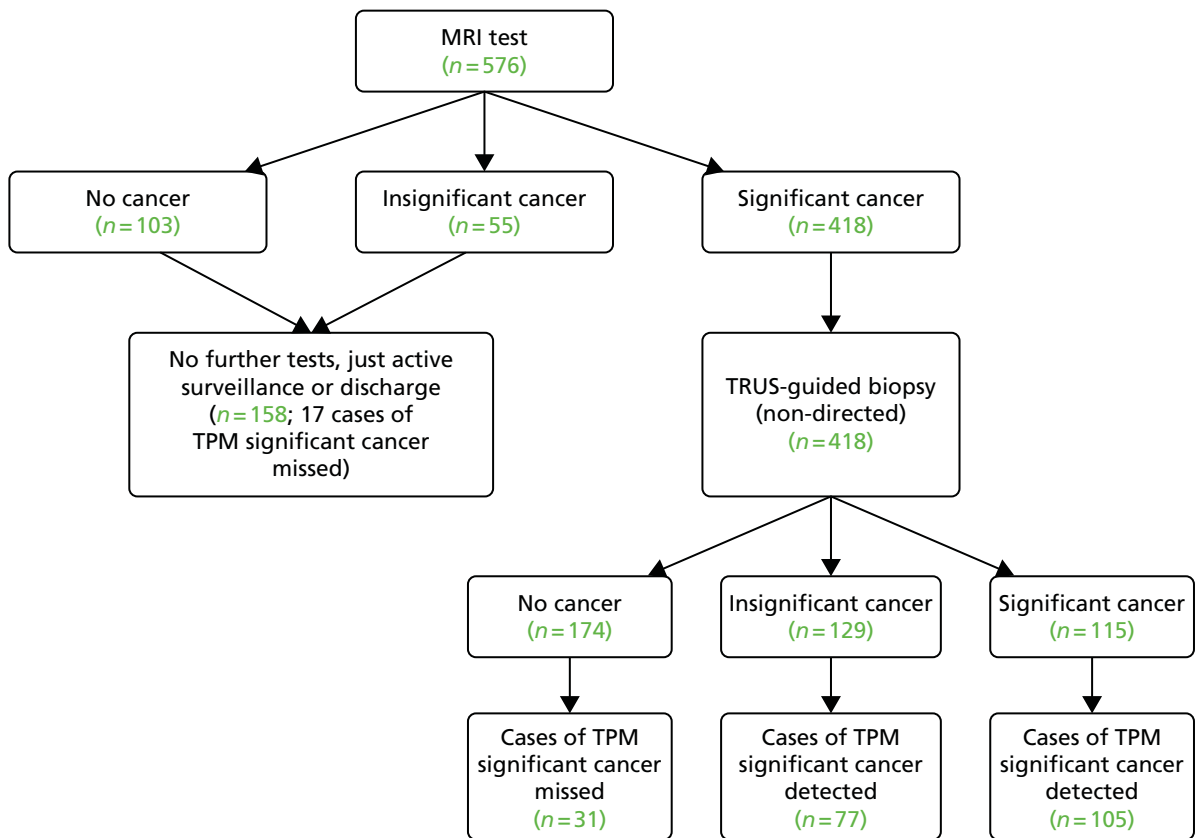 MRI test
(n=576)
No cancer
(n=103)
Insignificant cancer
(n=55)
Significant cancer
(n=418)
No further tests, just active
surveillance or discharge
(n=158; 17 cases of
TPM significant cancer
missed)
TRUS-guided biopsy
(non-directed)
(n=418)
No cancer
(n=174)
Insignificant cancer
(n=129)
Significant cancer
(n=115)
Cases of TPM
significant cancer
missed
(n=31)
Cases of TPM
significant cancer
detected
(n=77)
Cases of TPM
significant cancer
detected
(n=105)